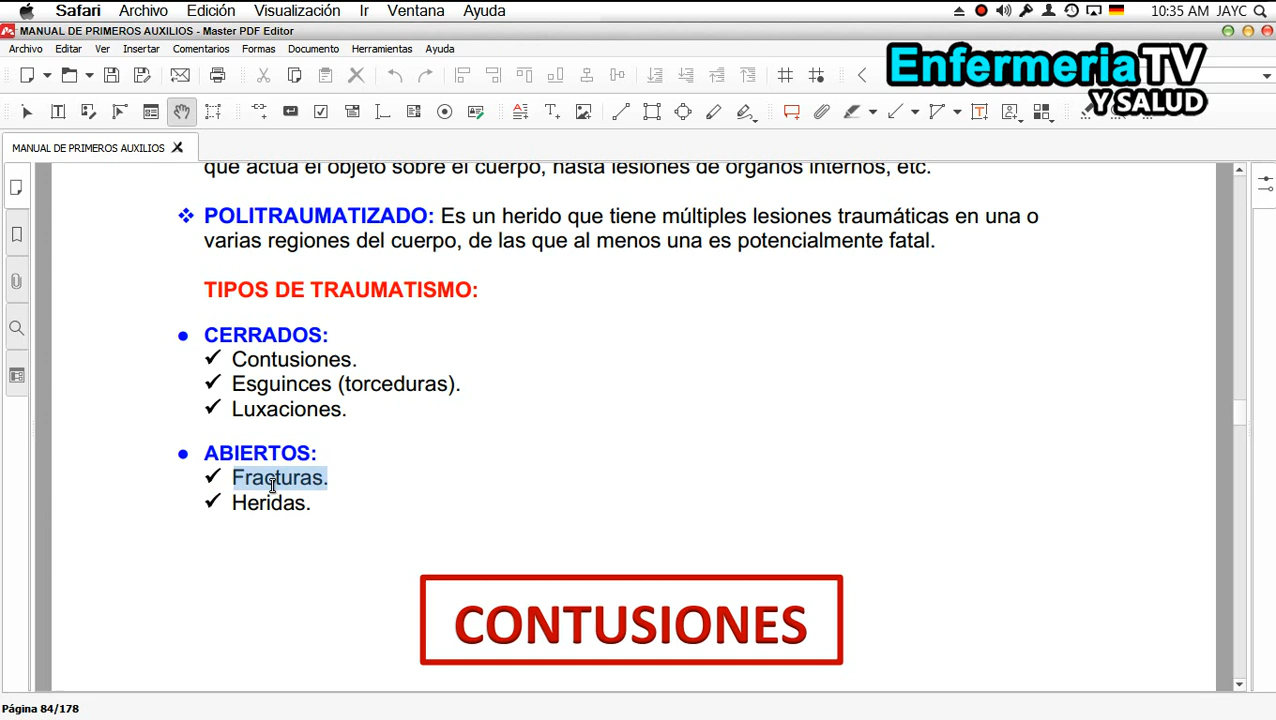 Safari Archivo Edición Visualización Ir Ventana Ayuda 10:35 AM JAYC
MANUAL DE PRIMEROS AUXILIOS - Master PDF Editor
Archivo Editar Ver Insertar Comentarios Formas Documento Herramientas Ayuda
EnfermeriaTV
Y SALUD
MANUAL DE PRIMEROS AUXILIOS
que actúa el objeto sobre el cuerpo, hasta lesiones de órganos internos, etc.
❖ POLITRAUMATIZADO: Es un herido que tiene múltiples lesiones traumáticas en una o
varias regiones del cuerpo, de las que al menos una es potencialmente fatal.
TIPOS DE TRAUMATISMO:
● CERRADOS:
✓ Contusiones.
✓ Esguinces (torceduras).
✓ Luxaciones.
● ABIERTOS:
✓ Fracturas.
✓ Heridas.
CONTUSIONES
Página 84/178